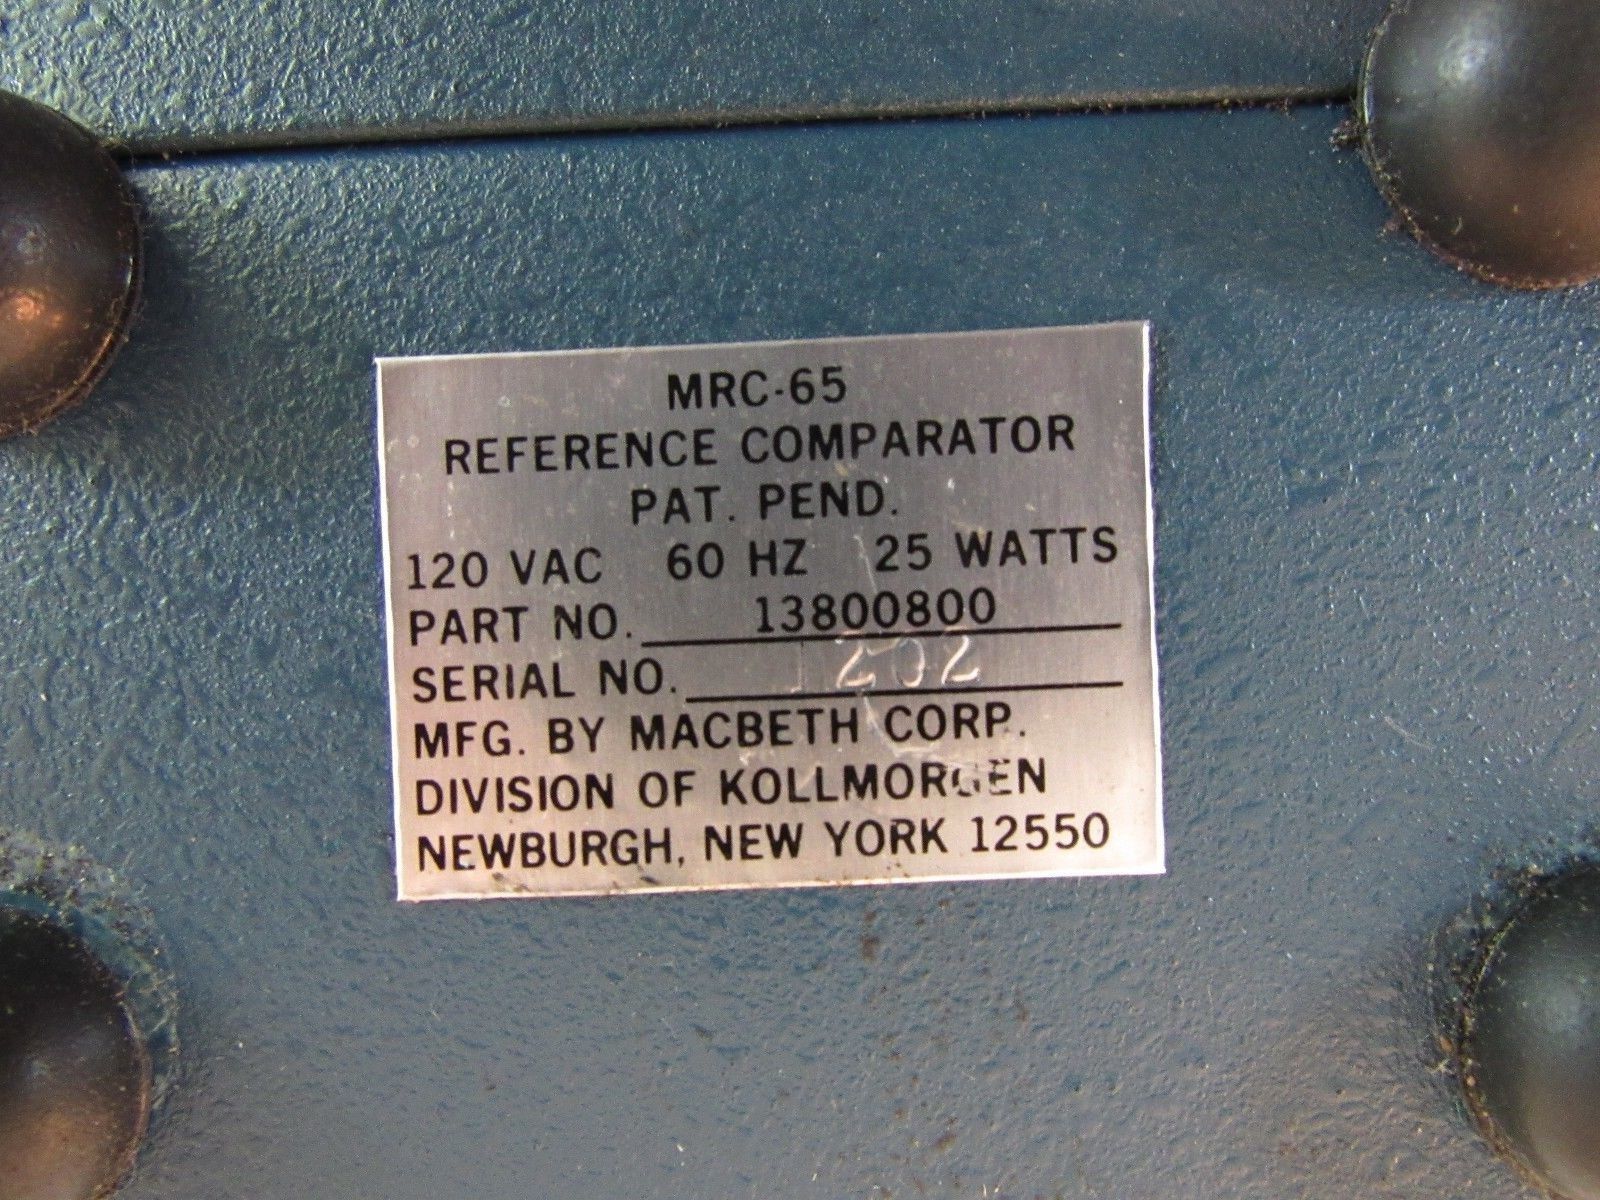 MRC-65
REFERENCE COMPARATOR
PAT. PEND.
120 VAC 60 HZ 25 WATTS
PART NO. 13800800
SERIAL NO. 1202
MFG. BY MACBETH CORP.
DIVISION OF KOLLMORGEN
NEWBURGH, NEW YORK 12550